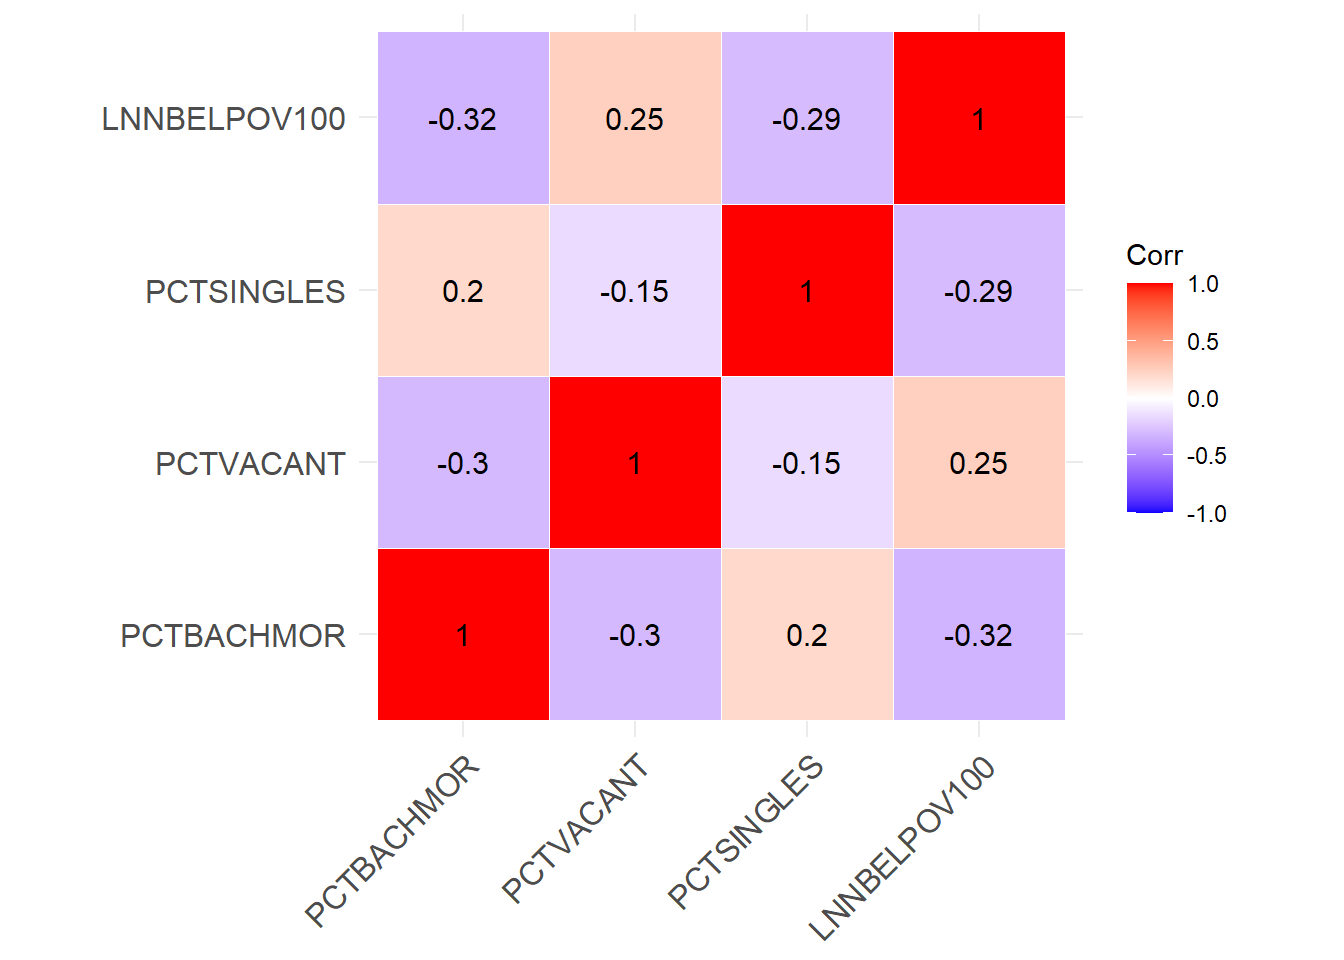 LNNBELPOV100 -0.32 0.25 -0.29 1
PCTSINGLES 0.2 -0.15 1 -0.29
PCTVACANT -0.3 1 -0.15 0.25
PCTBACHMOR 1 -0.3 0.2 -0.32
PCTBACHMOR
PCTVACANT
PCTSINGLES
LNNBELPOV100
Corr
1.0
0.5
0.0
-0.5
-1.0